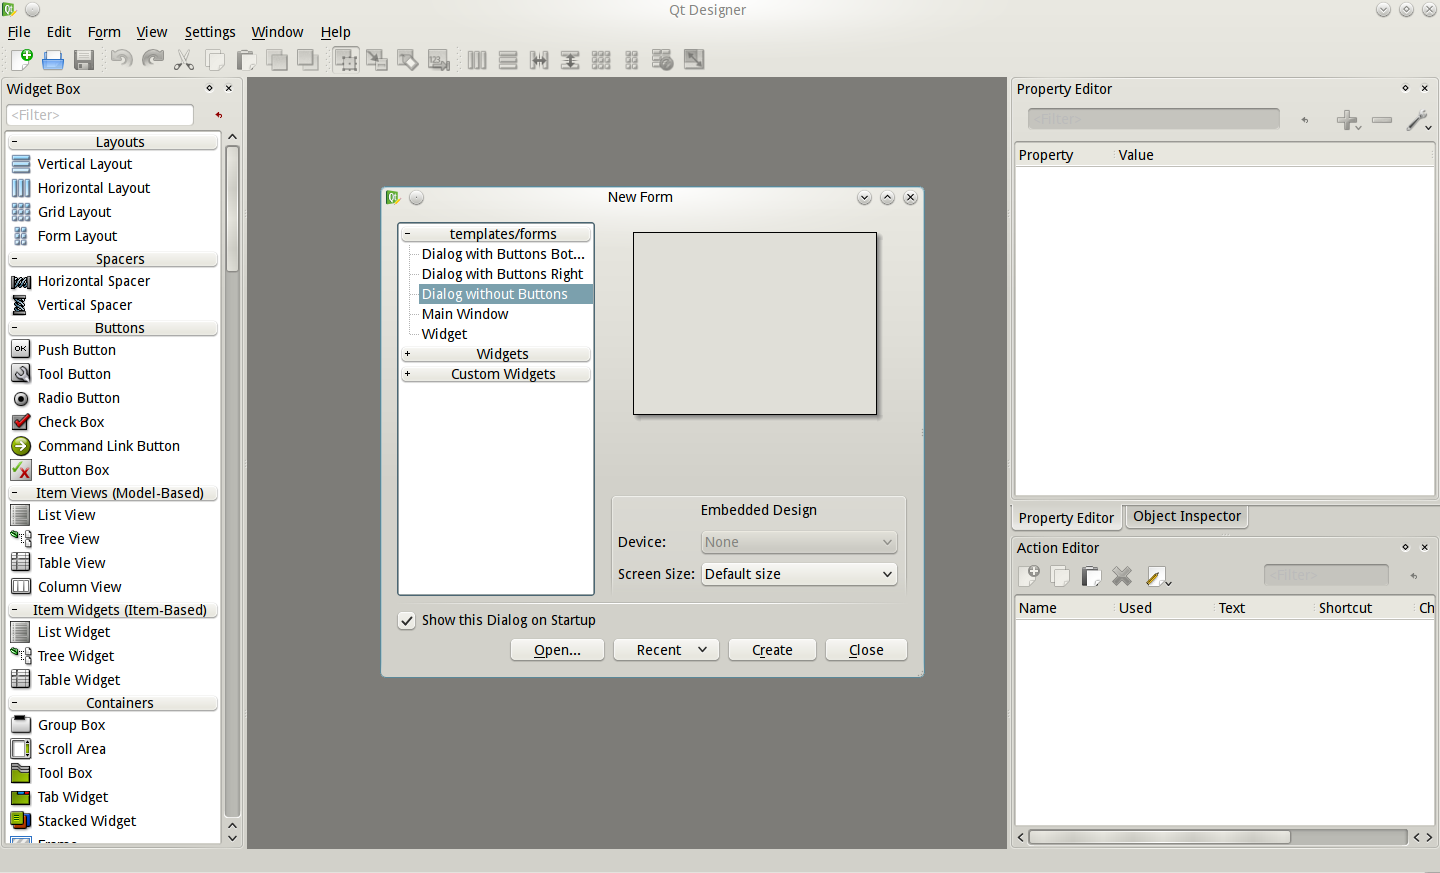 Qt Designer
File Edit Form View Settings Window Help
Widget Box
<Filter>
Layouts
Vertical Layout
Horizontal Layout
Grid Layout
Form Layout
Spacers
Horizontal Spacer
Vertical Spacer
Buttons
Push Button
Tool Button
Radio Button
Check Box
Command Link Button
Button Box
Item Views (Model-Based)
List View
Tree View
Table View
Column View
Item Widgets (Item-Based)
List Widget
Tree Widget
Table Widget
Containers
Group Box
Scroll Area
Tool Box
Tab Widget
Stacked Widget
New Form
templates/forms
Dialog with Buttons Bot...
Dialog with Buttons Right
Dialog without Buttons
Main Window
Widget
Widgets
Custom Widgets
Embedded Design
Device: None
Screen Size: Default size
Show this Dialog on Startup
Open... Recent Create Close
Property Editor
<Filter>
Property Value
Property Editor Object Inspector
Action Editor
<Filter>
Name Used Text Shortcut Ch